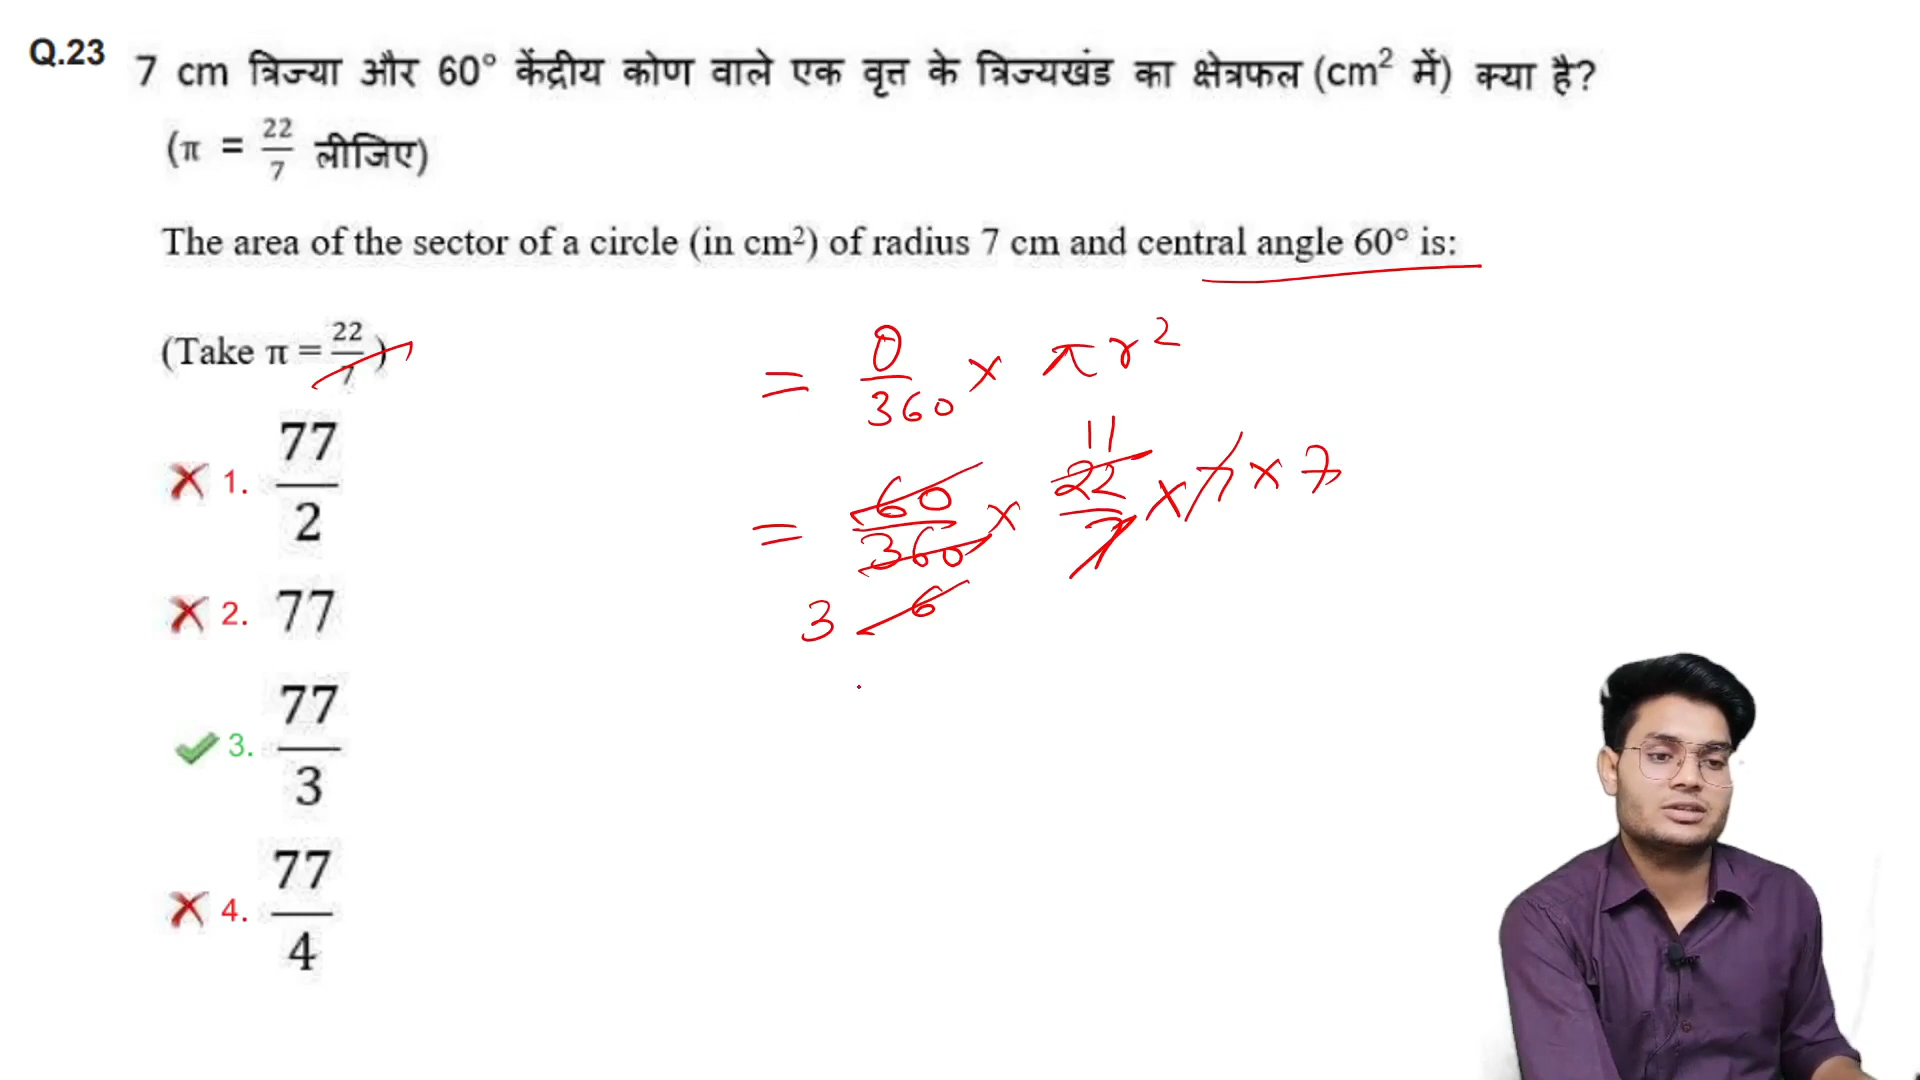 Q.23 7 cm त्रिज्या और 60° केंद्रीय कोण वाले एक वृत्त के त्रिज्यखंड का क्षेत्रफल (cm² में) क्या है?
(π = 22/7 लीजिए)
The area of the sector of a circle (in cm²) of radius 7 cm and central angle 60° is:
(Take π = 22/7)
1. 77/2
2. 77
3. 77/3
4. 77/4
= θ/360 × πr²
11
= 60/360 × 22/7 × 7 × 7
3 6